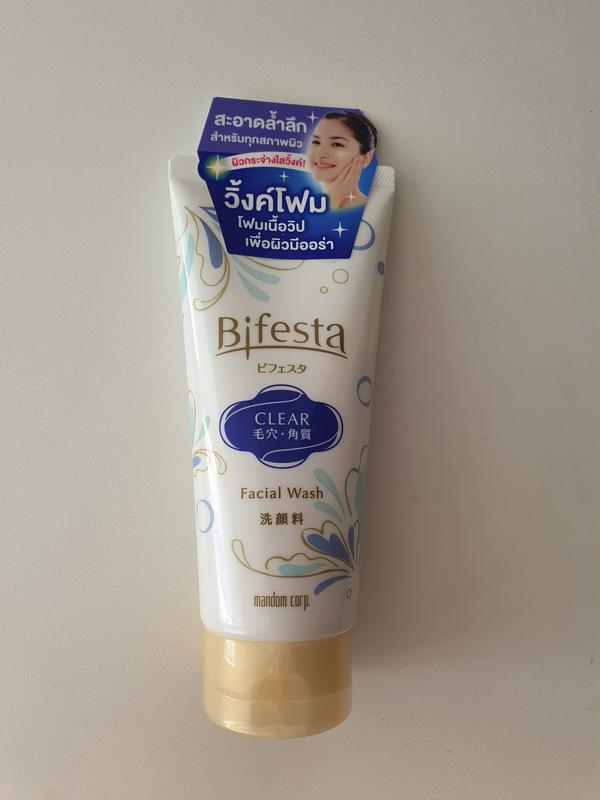 สะอาดล้ำลึก
สำหรับทุกสภาพผิว
ผิวกระจ่างใสวิ้งค์!
วิ้งค์โฟม
โฟมเนื้อวิป
เพื่อผิวมีออร่า
Bifesta
ビフェスタ
CLEAR
毛穴・角質
Facial Wash
洗顔料
mandom corp.